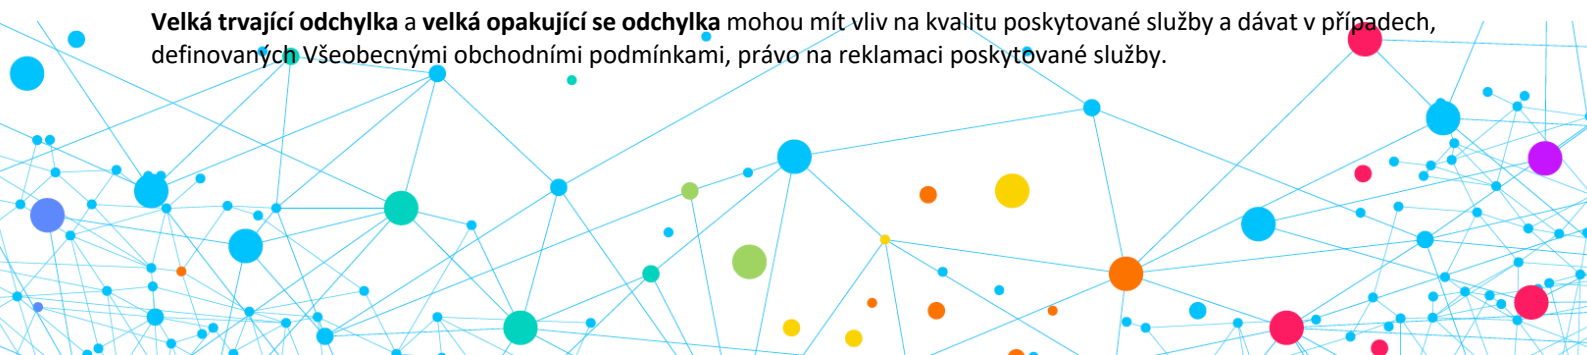 Velká trvající odchylka a velká opakující se odchylka mohou mít vliv na kvalitu poskytované služby a dávat v případech,
definovaných Všeobecnými obchodními podmínkami, právo na reklamaci poskytované služby.